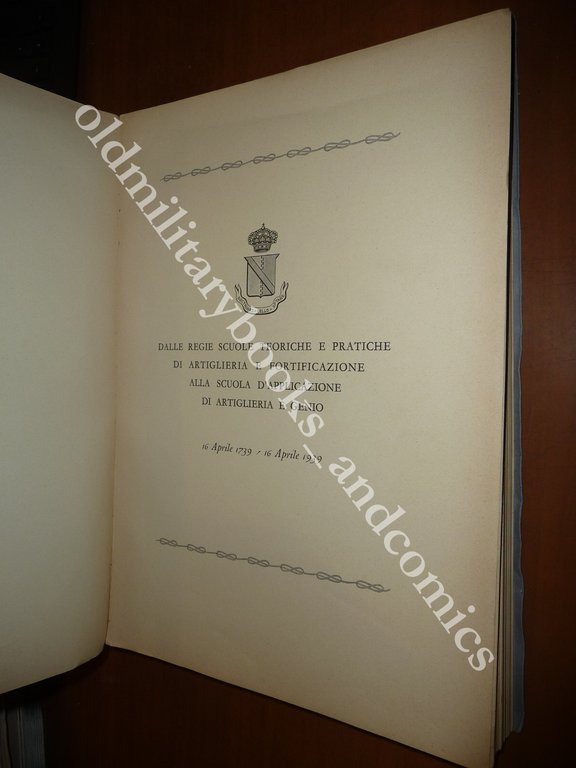 DALLE REGIE SCUOLE TEORICHE E PRATICHE
DI ARTIGLIERIA E FORTIFICAZIONE
ALLA SCUOLA D'APPLICAZIONE
DI ARTIGLIERIA E GENIO
16 Aprile 1739 - 16 Aprile 1939
oldmilitarybooks_andcomics